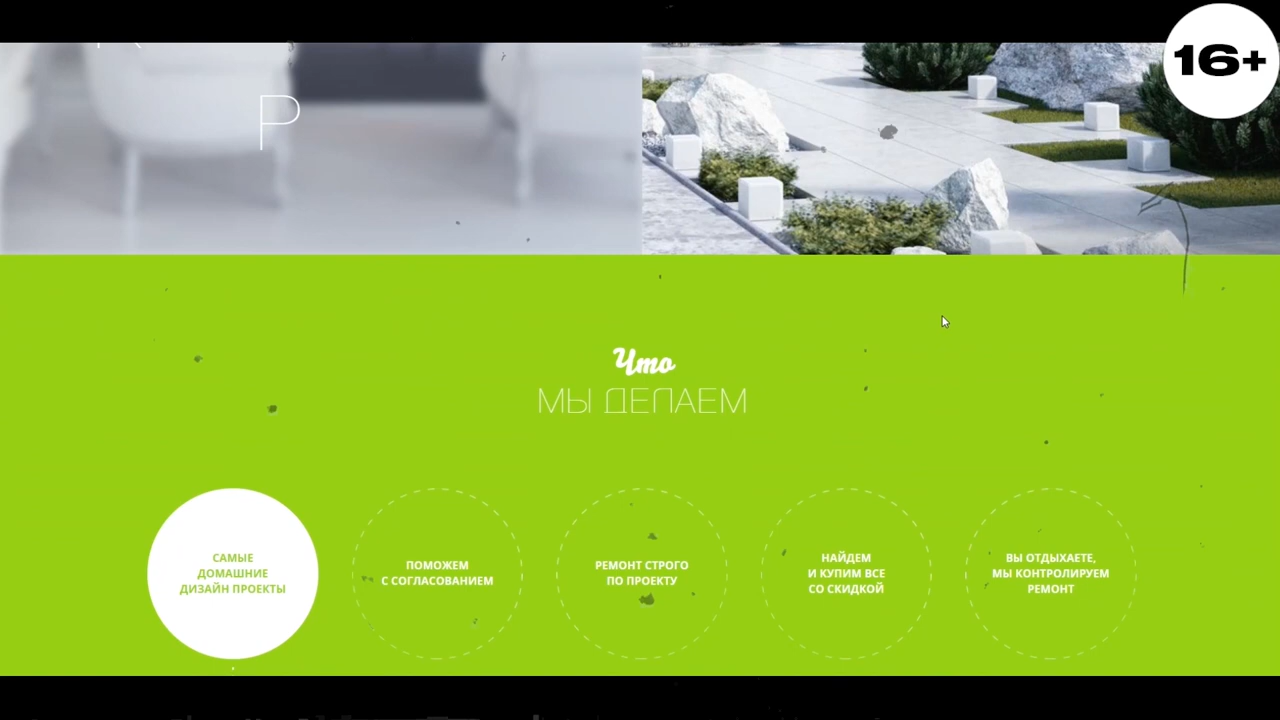 16+
Р
Что
МЫ ДЕЛАЕМ
САМЫЕ
ДОМАШНИЕ
ДИЗАЙН ПРОЕКТЫ
ПОМОЖЕМ
С СОГЛАСОВАНИЕМ
РЕМОНТ СТРОГО
ПО ПРОЕКТУ
НАЙДЕМ
И КУПИМ ВСЕ
СО СКИДКОЙ
ВЫ ОТДЫХАЕТЕ,
МЫ КОНТРОЛИРУЕМ
РЕМОНТ